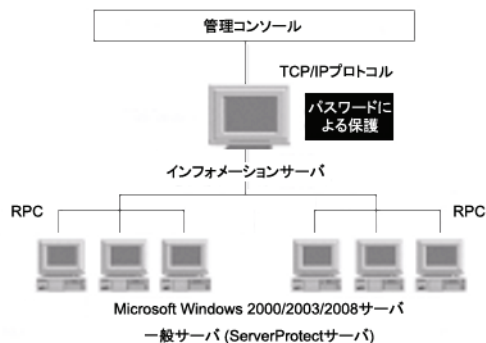 管理コンソール
TCP/IPプロトコル
パスワードに
よる保護
インフォメーションサーバ
RPC
RPC
Microsoft Windows 2000/2003/2008サーバ
一般サーバ (ServerProtectサーバ)